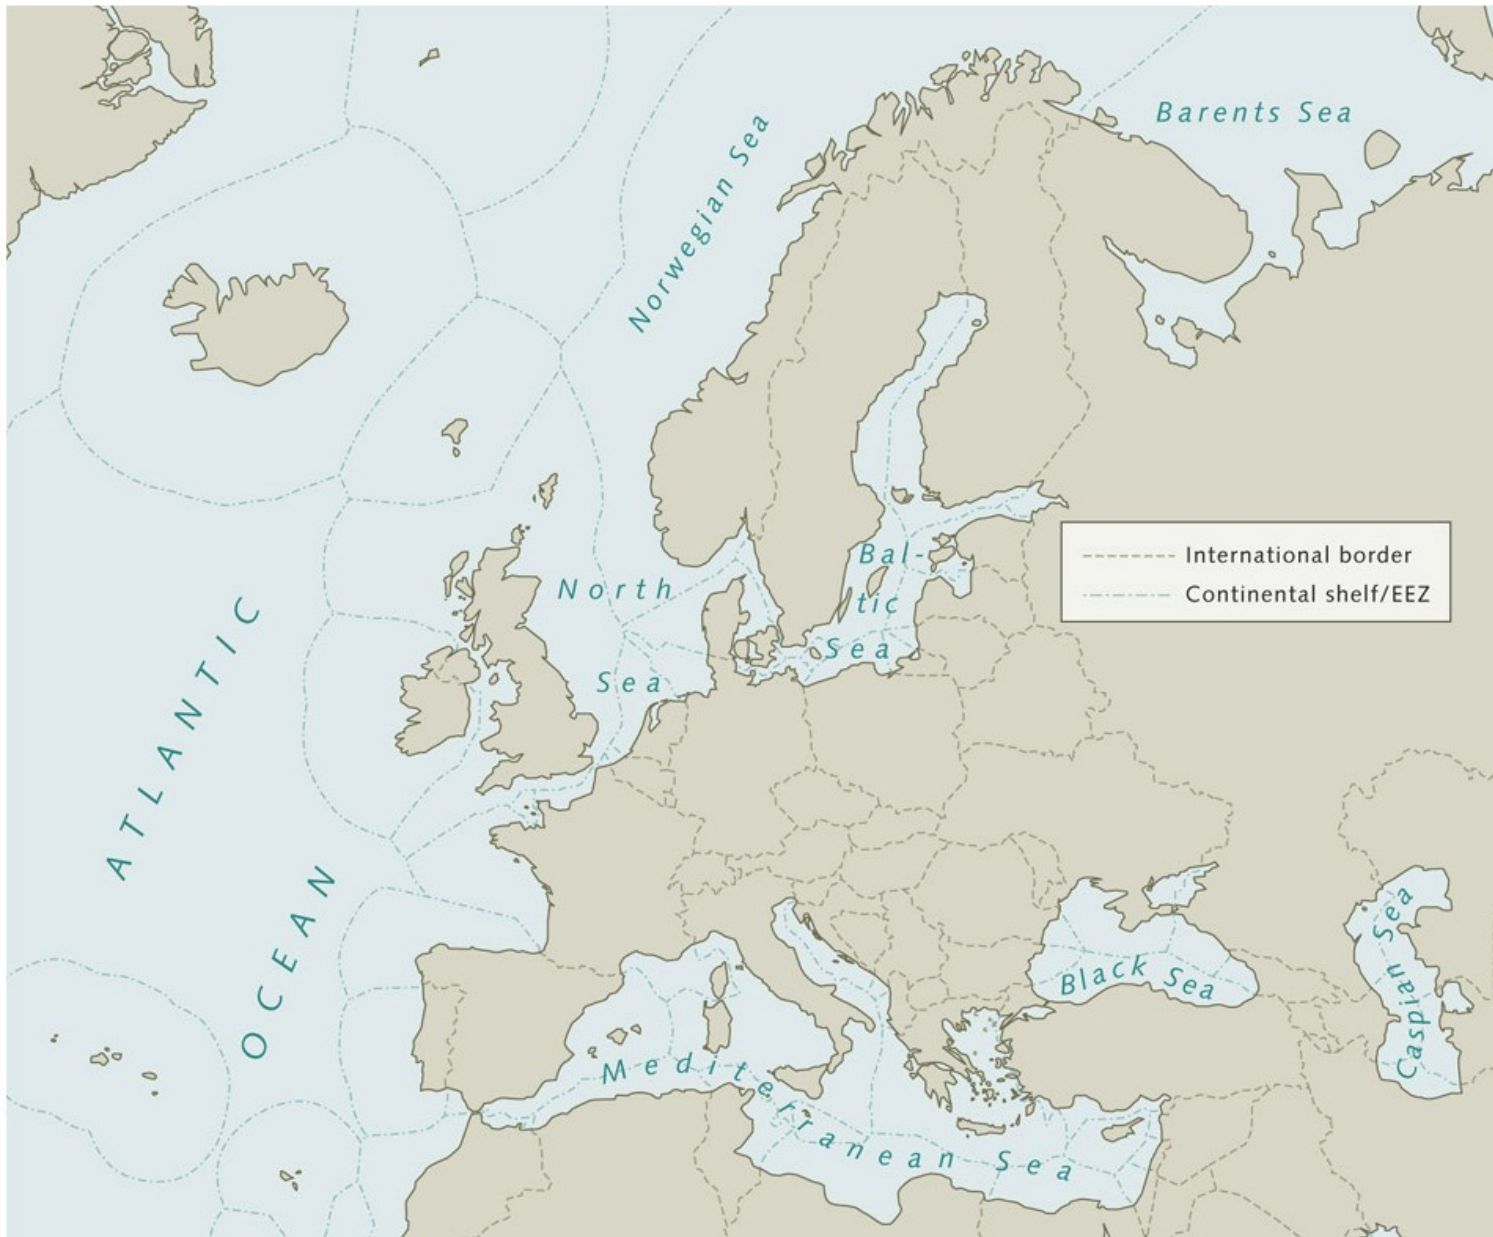 Barents Sea
Norwegian Sea
International border
Continental shelf/EEZ
North
Sea
Bal-
tic
Sea
ATLANTIC
OCEAN
Black Sea
Caspian Sea
Mediterranean Sea